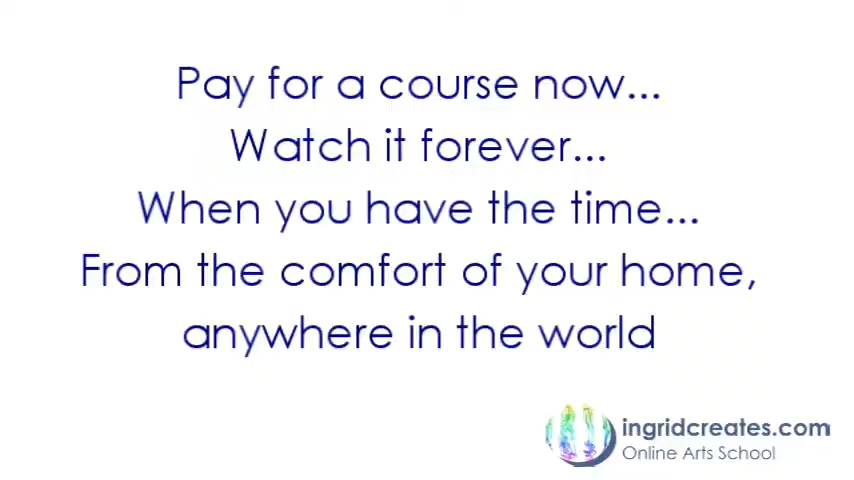 Pay for a course now...
Watch it forever...
When you have the time...
From the comfort of your home,
anywhere in the world
ingridcreates.com
Online Arts School